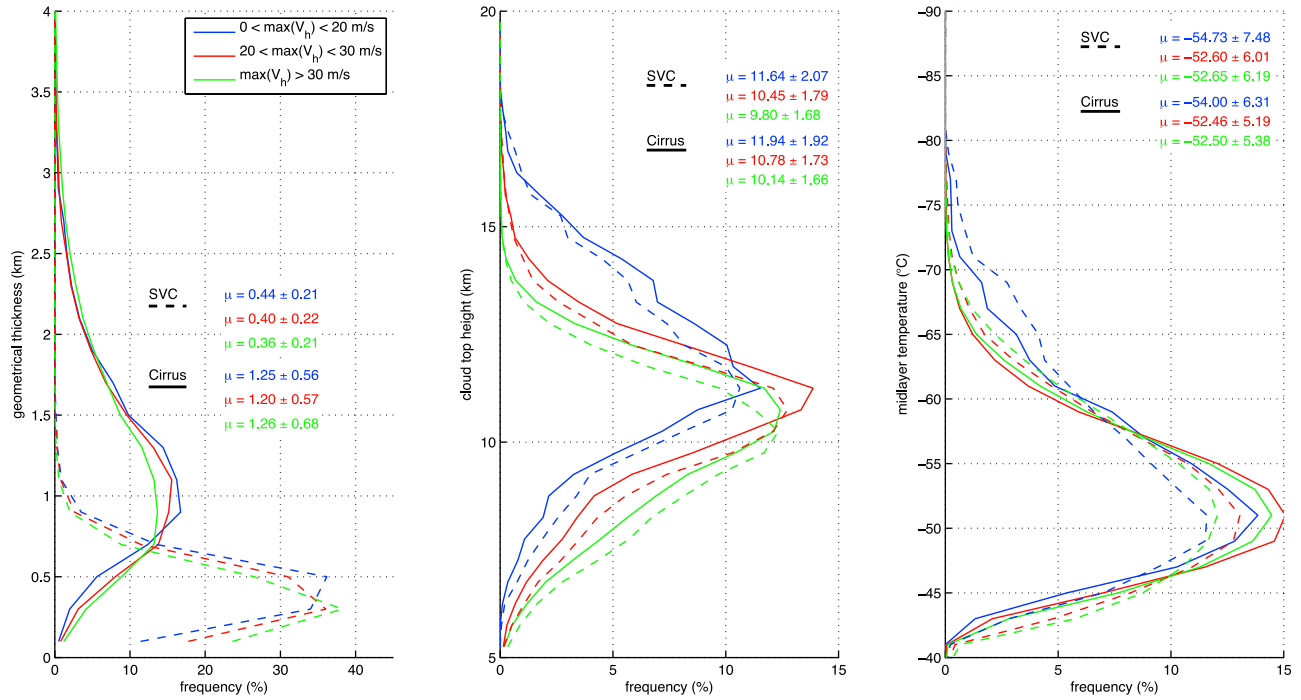 4
3.5
3
2.5
2
1.5
1
0.5
0
geometrical thickness (km)
0 < max(V_h) < 20 m/s
20 < max(V_h) < 30 m/s
max(V_h) > 30 m/s
SVC
μ = 0.44 ± 0.21
μ = 0.40 ± 0.22
μ = 0.36 ± 0.21
Cirrus
μ = 1.25 ± 0.56
μ = 1.20 ± 0.57
μ = 1.26 ± 0.68
0 10 20 30 40
frequency (%)
20
15
10
5
cloud top height (km)
SVC
μ = 11.64 ± 2.07
μ = 10.45 ± 1.79
μ = 9.80 ± 1.68
Cirrus
μ = 11.94 ± 1.92
μ = 10.78 ± 1.73
μ = 10.14 ± 1.66
0 5 10 15
frequency (%)
−90
−85
−80
−75
−70
−65
−60
−55
−50
−45
−40
midlayer temperature (°C)
SVC
μ = −54.73 ± 7.48
μ = −52.60 ± 6.01
μ = −52.65 ± 6.19
Cirrus
μ = −54.00 ± 6.31
μ = −52.46 ± 5.19
μ = −52.50 ± 5.38
0 5 10 15
frequency (%)